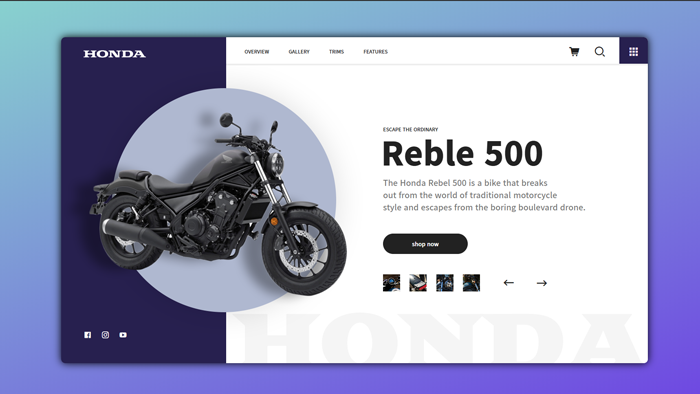 HONDA
OVERVIEW GALLERY TRIMS FEATURES
ESCAPE THE ORDINARY
Reble 500
The Honda Rebel 500 is a bike that breaks
out from the world of traditional motorcycle
style and escapes from the boring boulevard drone.
shop now
HONDA